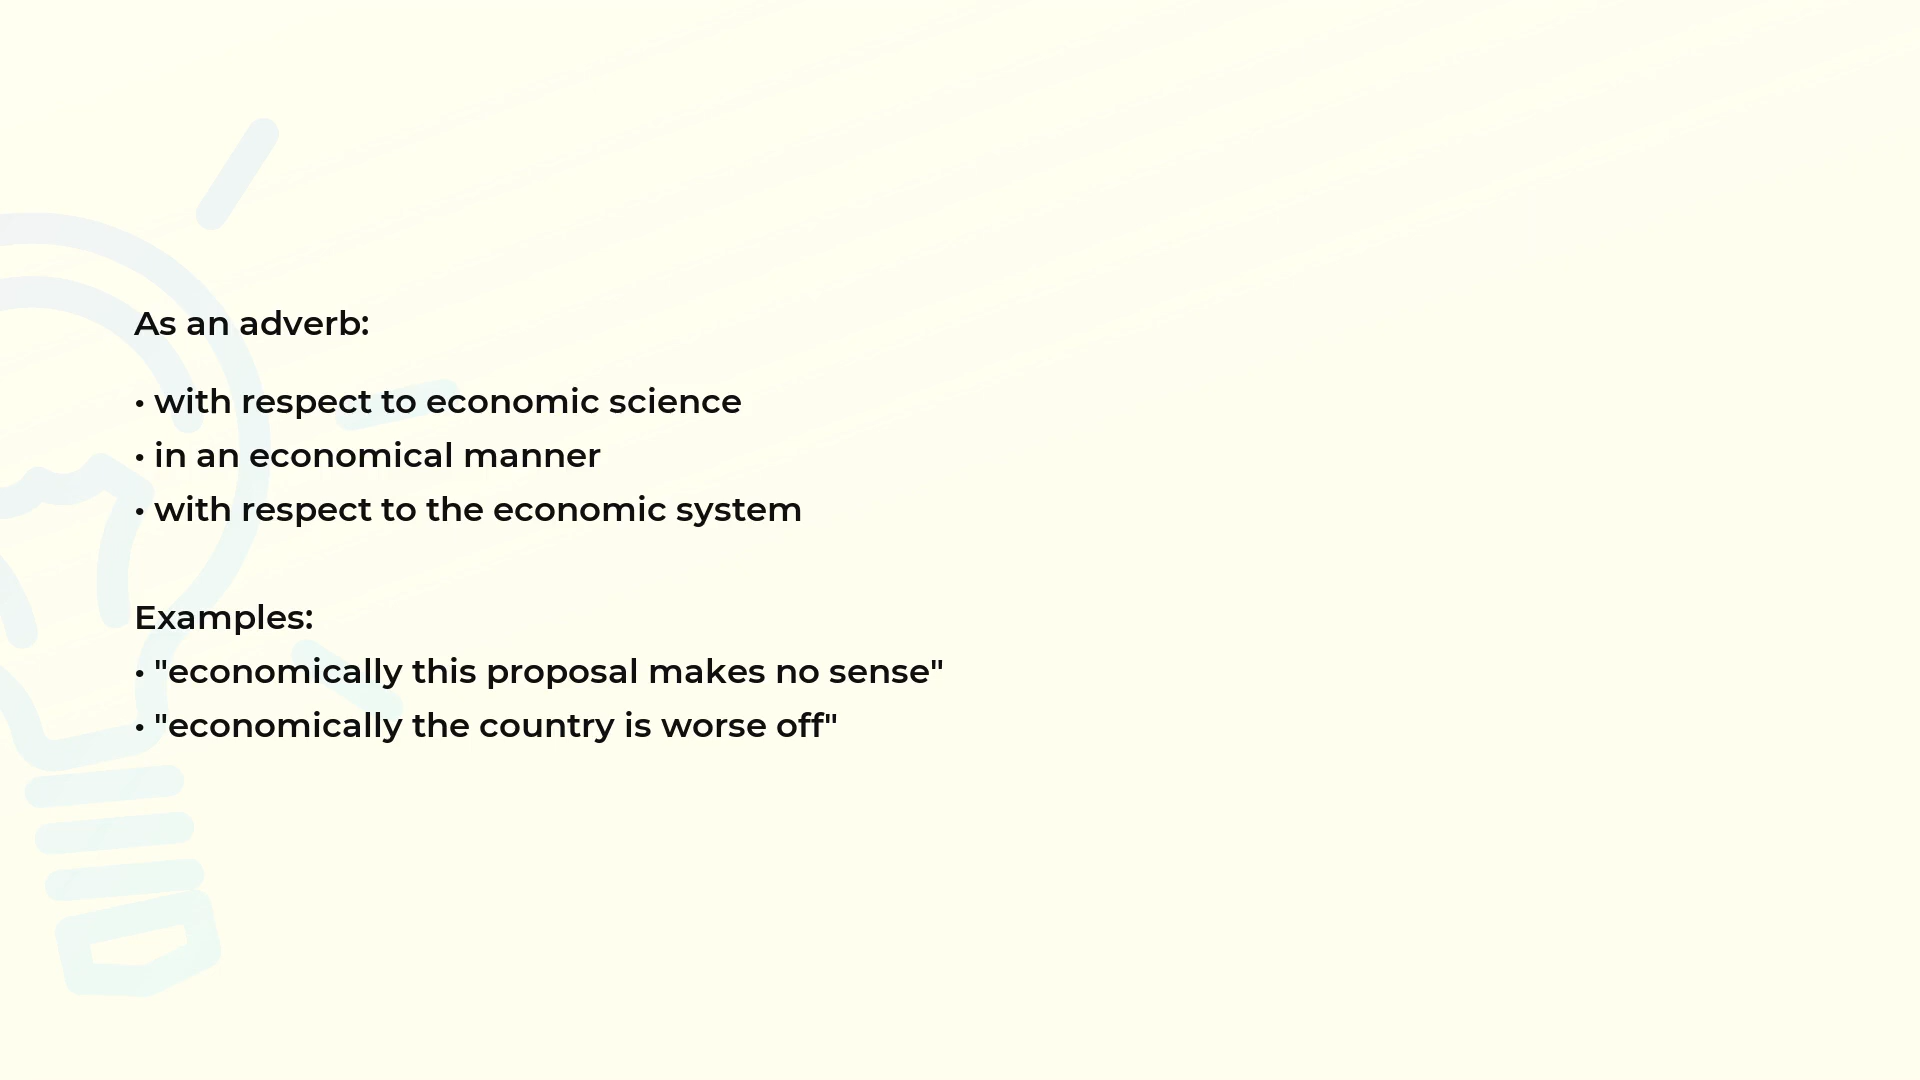 As an adverb:
• with respect to economic science
• in an economical manner
• with respect to the economic system
Examples:
• "economically this proposal makes no sense"
• "economically the country is worse off"